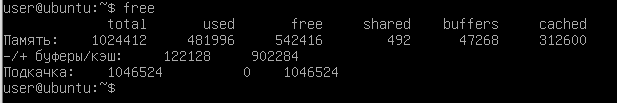 user@ubuntu:~$ free
total used free shared buffers cached
Память: 1024412 481996 542416 492 47268 312600
-/+ буферы/кэш: 122128 902284
Подкачка: 1046524 0 1046524
user@ubuntu:~$